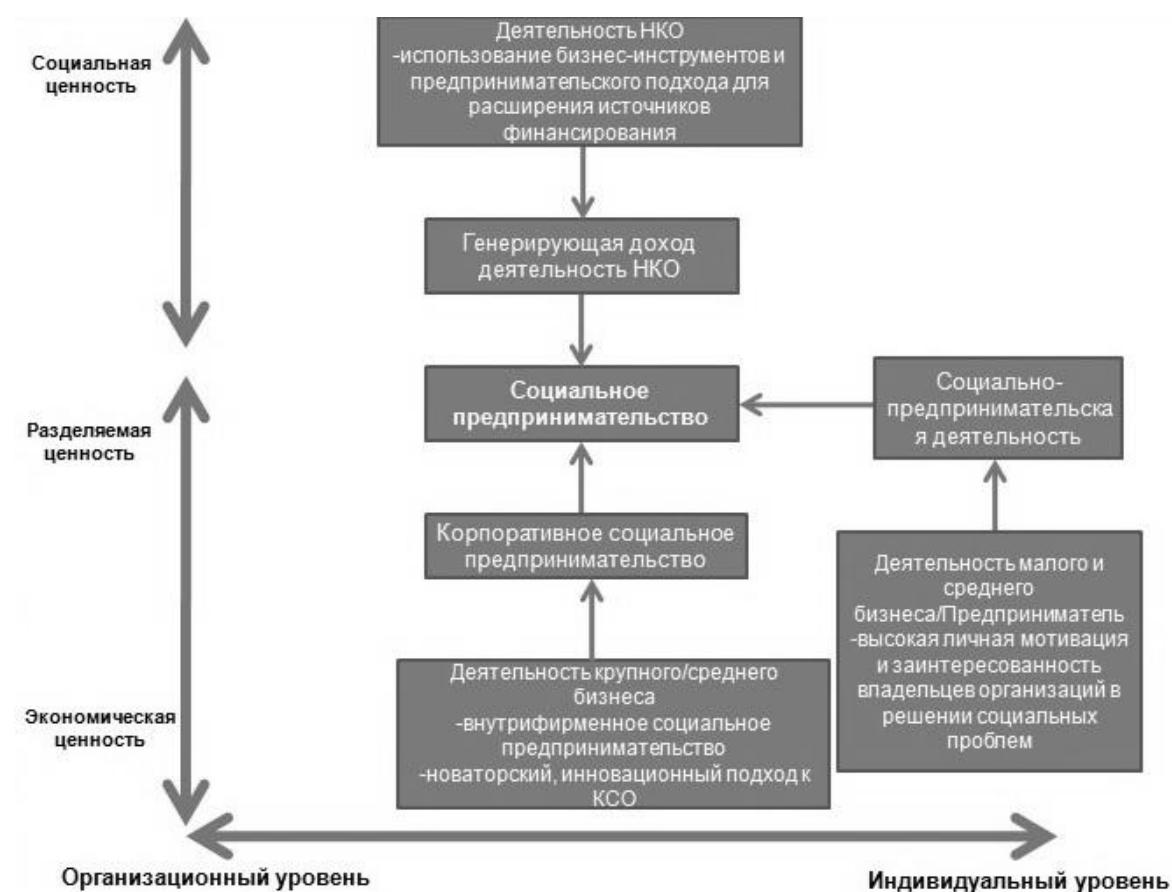 Деятельность НКО
-использование бизнес-инструментов и
предпринимательского подхода для
расширения источников
финансирования
Социальная
ценность
Генерирующая доход
деятельность НКО
Социальное
предпринимательство
Социально-
предпринимательска
я деятельность
Разделяемая
ценность
Корпоративное социальное
предпринимательство
Деятельность малого и
среднего
бизнеса/Предприниматель
-высокая личная мотивация
и заинтересованность
владельцев организаций в
решении социальных
проблем
Деятельность крупного/среднего
бизнеса
-внутрифирменное социальное
предпринимательство
-новаторский, инновационный подход к
КСО
Экономическая
ценность
Организационный уровень
Индивидуальный уровень